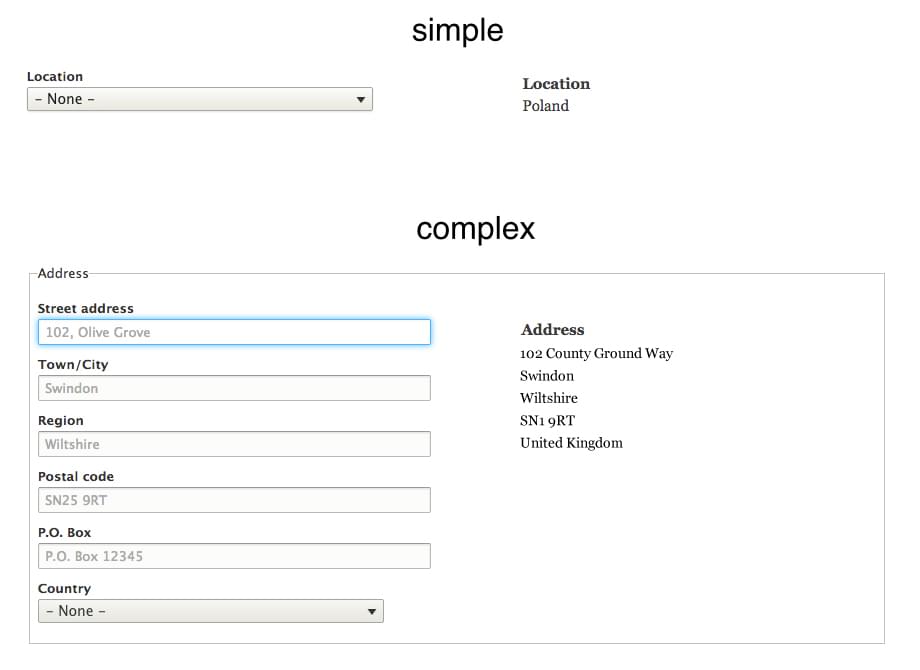 simple
Location
- None -
Location
Poland
complex
Address
Street address
102, Olive Grove
Town/City
Swindon
Region
Wiltshire
Postal code
SN25 9RT
P.O. Box
P.O. Box 12345
Country
- None -
Address
102 County Ground Way
Swindon
Wiltshire
SN1 9RT
United Kingdom